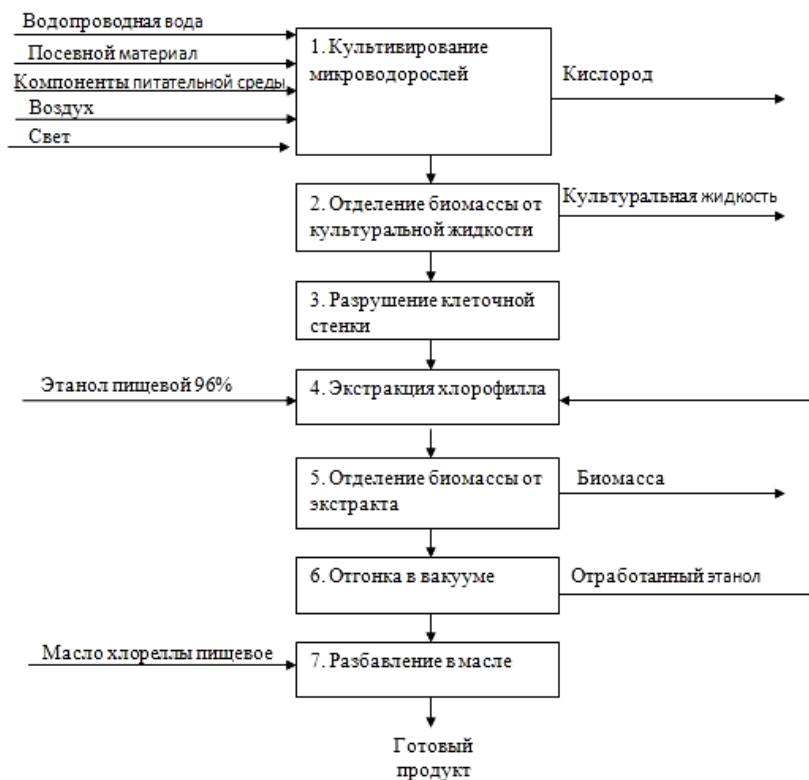 Водопроводная вода
Посевной материал
Компоненты питательной среды
Воздух
Свет
1. Культивирование
микроводорослей
Кислород
2. Отделение биомассы от
культуральной жидкости
Культуральная жидкость
3. Разрушение клеточной
стенки
Этанол пищевой 96%
4. Экстракция хлорофилла
5. Отделение биомассы от
экстракта
Биомасса
6. Отгонка в вакууме
Отработанный этанол
Масло хлореллы пищевое
7. Разбавление в масле
Готовый
продукт